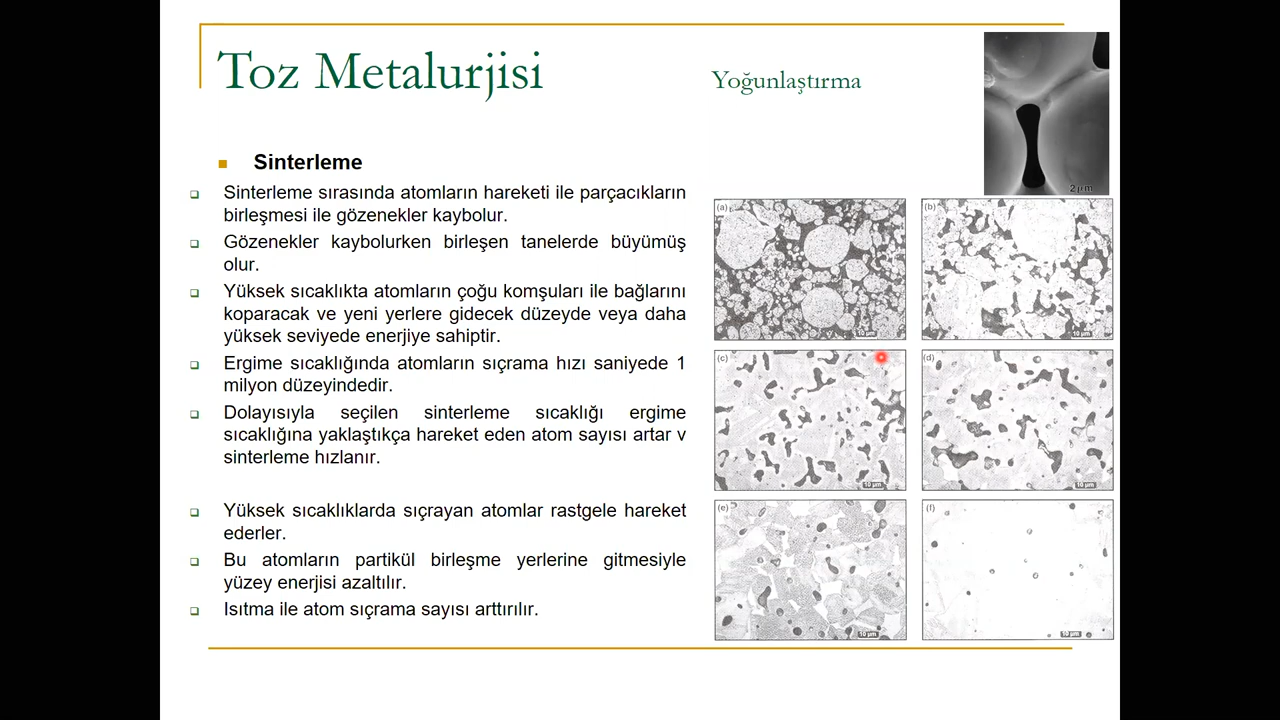 Toz Metalurjisi
Yoğunlaştırma
Sinterleme
Sinterleme sırasında atomların hareketi ile parçacıkların
birleşmesi ile gözenekler kaybolur.
Gözenekler kaybolurken birleşen tanelerde büyümüş
olur.
Yüksek sıcaklıkta atomların çoğu komşuları ile bağlarını
koparacak ve yeni yerlere gidecek düzeyde veya daha
yüksek seviyede enerjiye sahiptir.
Ergime sıcaklığında atomların sıçrama hızı saniyede 1
milyon düzeyindedir.
Dolayısıyla seçilen sinterleme sıcaklığı ergime
sıcaklığına yaklaştıkça hareket eden atom sayısı artar v
sinterleme hızlanır.
Yüksek sıcaklıklarda sıçrayan atomlar rastgele hareket
ederler.
Bu atomların partikül birleşme yerlerine gitmesiyle
yüzey enerjisi azaltılır.
Isıtma ile atom sıçrama sayısı arttırılır.
2μm
(a)
10 μm
(b)
10 μm
(c)
10 μm
(d)
10 μm
(e)
10 μm
(f)
10 μm